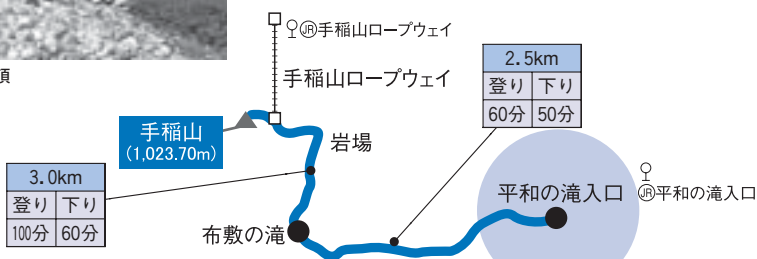 頂
㏊手稲山ロープウェイ
手稲山ロープウェイ
2.5km
登り 下り
60分 50分
手稲山
(1,023.70m)
岩場
3.0km
登り 下り
100分 60分
布敷の滝
平和の滝入口
JR平和の滝入口